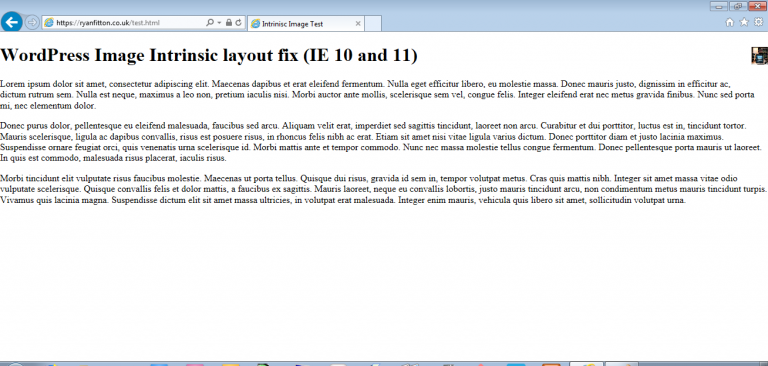 https://ryanfitton.co.uk/test.html
Intrinisc Image Test
WordPress Image Intrinsic layout fix (IE 10 and 11)
Lorem ipsum dolor sit amet, consectetur adipiscing elit. Maecenas dapibus et erat eleifend fermentum. Nulla eget efficitur libero, eu molestie massa. Donec mauris justo, dignissim in efficitur ac,
dictum rutrum sem. Nulla est neque, maximus a leo non, pretium iaculis nisi. Morbi auctor ante mollis, scelerisque sem vel, congue felis. Integer eleifend erat nec metus gravida finibus. Nunc sed porta
mi, nec elementum dolor.
Donec purus dolor, pellentesque eu eleifend malesuada, faucibus sed arcu. Aliquam velit erat, imperdiet sed sagittis tincidunt, laoreet non arcu. Curabitur et dui porttitor, luctus est in, tincidunt tortor.
Mauris scelerisque, ligula ac dapibus convallis, risus est posuere risus, in rhoncus felis nibh ac erat. Etiam sit amet nisi vitae ligula varius dictum. Donec porttitor diam et justo lacinia maximus.
Suspendisse ornare feugiat orci, quis venenatis urna scelerisque id. Morbi mattis ante et tempor commodo. Nunc nec massa molestie tellus congue fermentum. Donec pellentesque porta mauris ut laoreet.
In quis est commodo, malesuada risus placerat, iaculis risus.
Morbi tincidunt elit vulputate risus faucibus molestie. Maecenas ut porta tellus. Quisque dui risus, gravida id sem in, tempor volutpat metus. Cras quis mattis nibh. Integer sit amet massa vitae odio
vulputate scelerisque. Quisque convallis felis et dolor mattis, a faucibus ex sagittis. Mauris laoreet, neque eu convallis lobortis, justo mauris tincidunt arcu, non condimentum metus mauris tincidunt turpis.
Vivamus quis lacinia magna. Suspendisse dictum elit sit amet massa ultricies, in volutpat erat malesuada. Integer enim mauris, vehicula quis libero sit amet, sollicitudin volutpat urna.